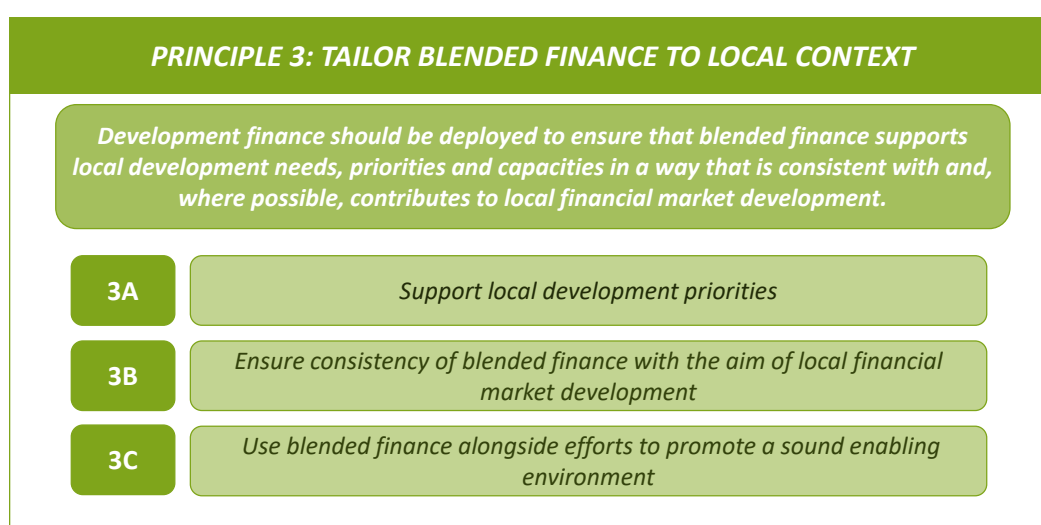 PRINCIPLE 3: TAILOR BLENDED FINANCE TO LOCAL CONTEXT
Development finance should be deployed to ensure that blended finance supports
local development needs, priorities and capacities in a way that is consistent with and,
where possible, contributes to local financial market development.
3A
Support local development priorities
3B
Ensure consistency of blended finance with the aim of local financial
market development
3C
Use blended finance alongside efforts to promote a sound enabling
environment